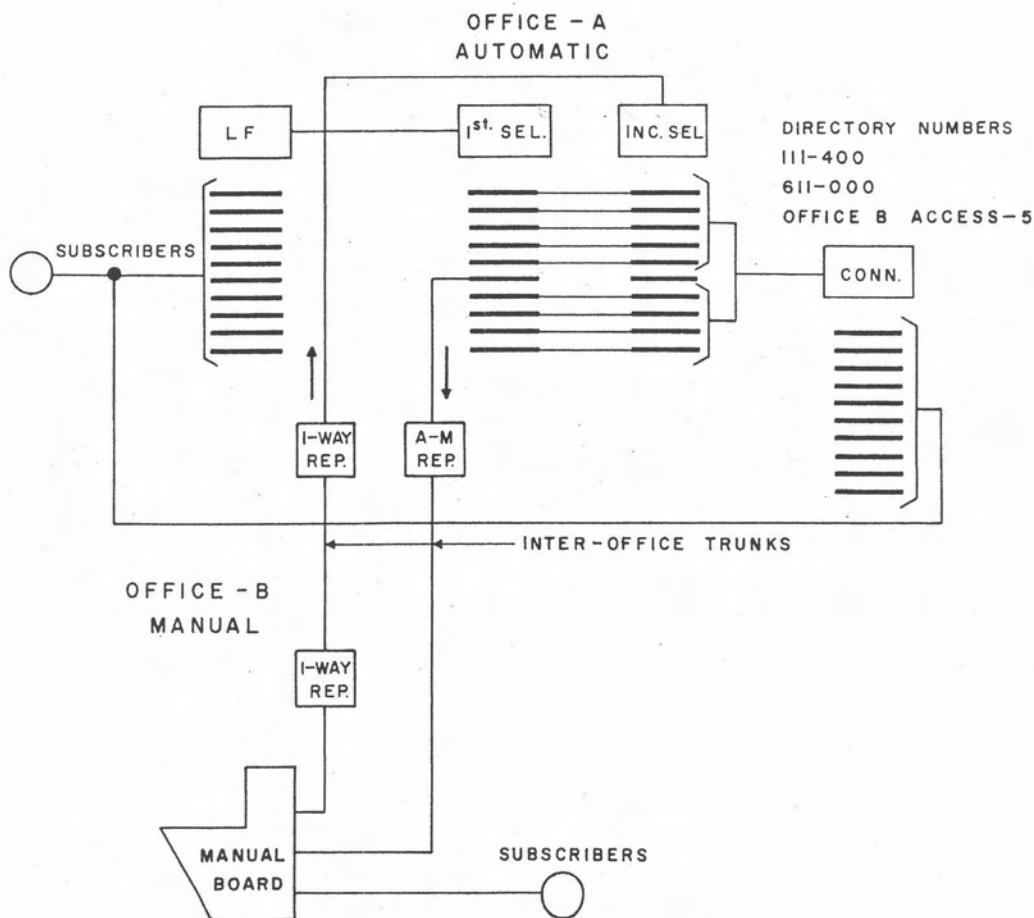 OFFICE - A
AUTOMATIC
LF
1st. SEL.
INC. SEL
DIRECTORY NUMBERS
111-400
611-000
OFFICE B ACCESS-5
SUBSCRIBERS
CONN.
1-WAY
REP.
A-M
REP.
INTER-OFFICE TRUNKS
OFFICE - B
MANUAL
1-WAY
REP.
MANUAL
BOARD
SUBSCRIBERS